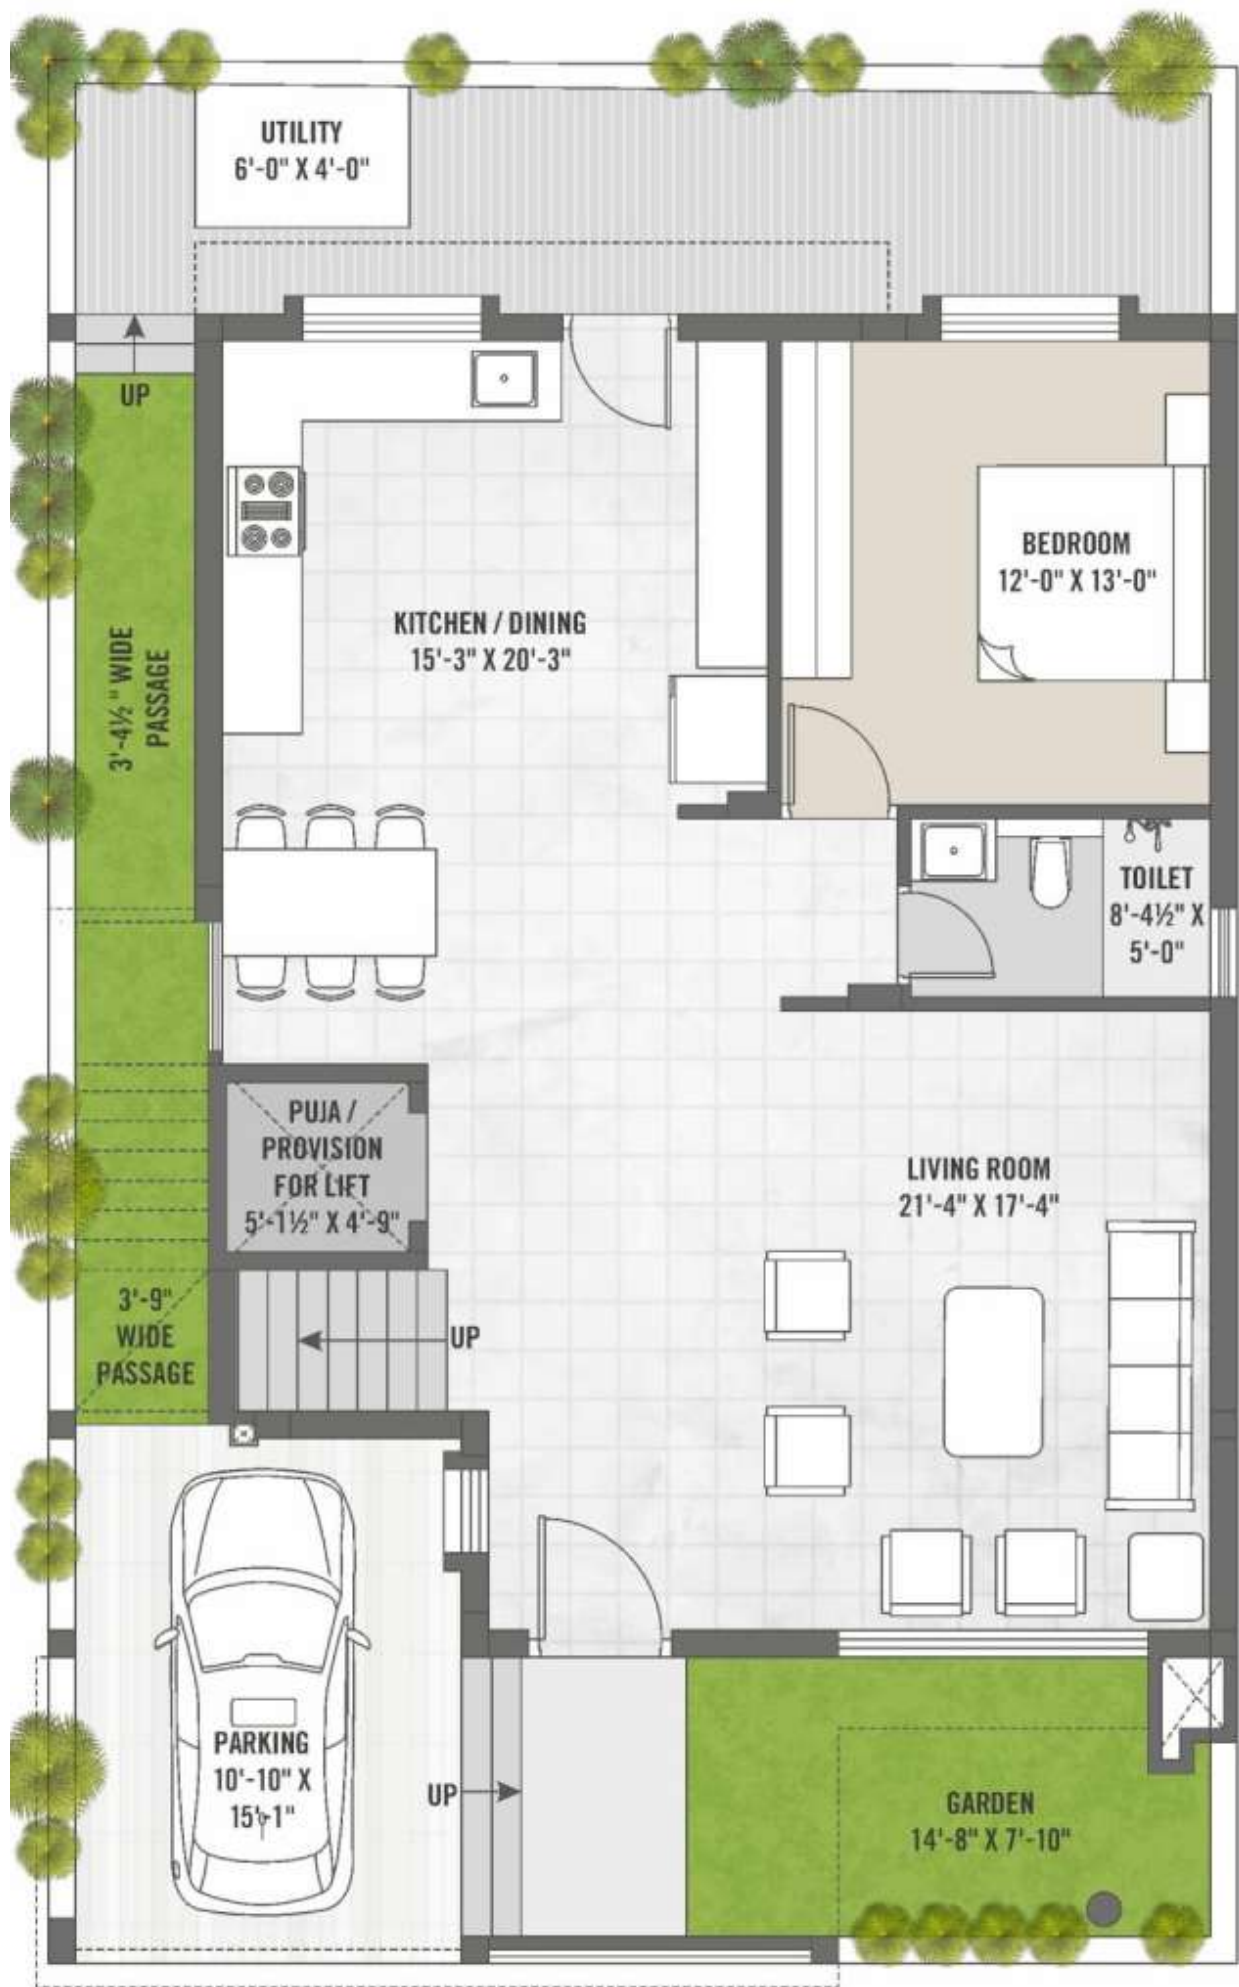 UTILITY
6'-0" X 4'-0"
UP
BEDROOM
12'-0" X 13'-0"
KITCHEN / DINING
15'-3" X 20'-3"
3'-4½ " WIDE
PASSAGE
TOILET
8'-4½" X
5'-0"
PUJA /
PROVISION
FOR LIFT
5'-1½" X 4'-9"
LIVING ROOM
21'-4" X 17'-4"
3'-9"
WIDE
PASSAGE
UP
PARKING
10'-10" X
15'-1"
UP
GARDEN
14'-8" X 7'-10"